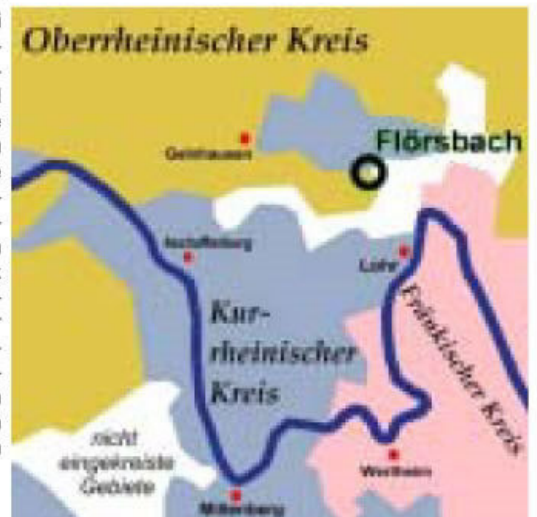 Oberrheinischer Kreis
Flörsbach
Gelnhausen
Aschaffenburg
Lohr
Kur-
rheinischer
Kreis
Fränkischer Kreis
nicht
eingekreiste
Gebiete
Wertheim
Miltenberg